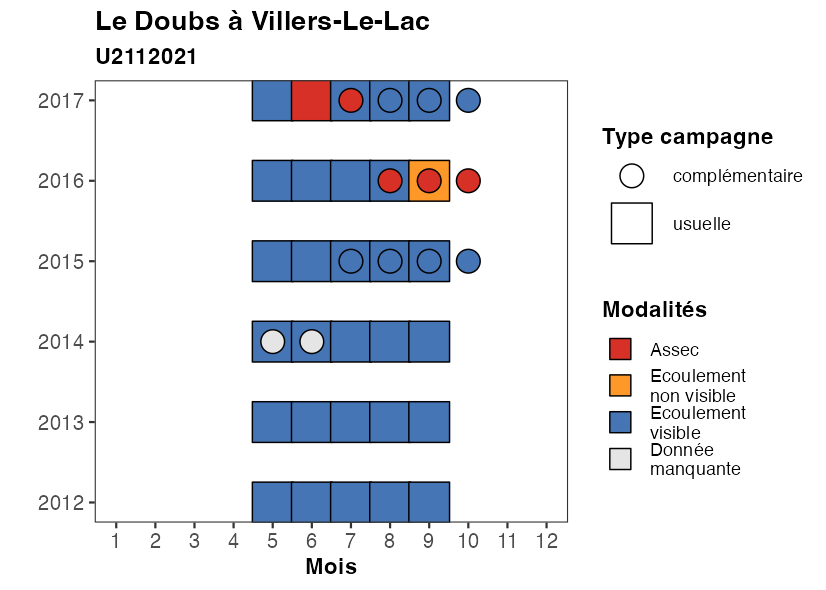 Le Doubs à Villers-Le-Lac
U2112021
2017
2016
2015
2014
2013
2012
1 2 3 4 5 6 7 8 9 10 11 12
Mois
Type campagne
complémentaire
usuelle
Modalités
Assec
Ecoulement
non visible
Ecoulement
visible
Donnée
manquante